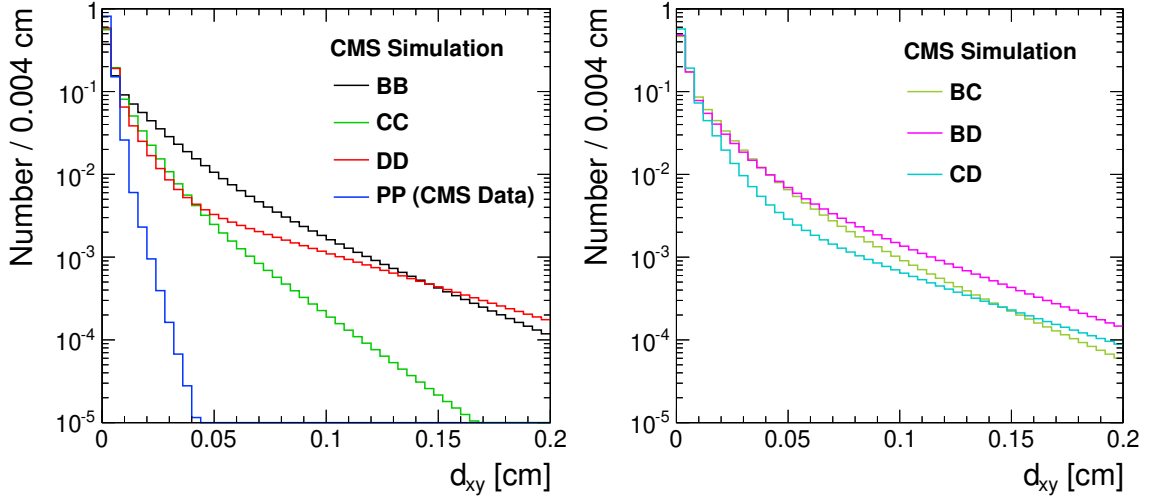 Number / 0.004 cm
1
10-1
10-2
10-3
10-4
10-5
CMS Simulation
BB
CC
DD
PP (CMS Data)
0
0.05
0.1
0.15
0.2
dxy [cm]
Number / 0.004 cm
1
10-1
10-2
10-3
10-4
10-5
CMS Simulation
BC
BD
CD
0
0.05
0.1
0.15
0.2
dxy [cm]